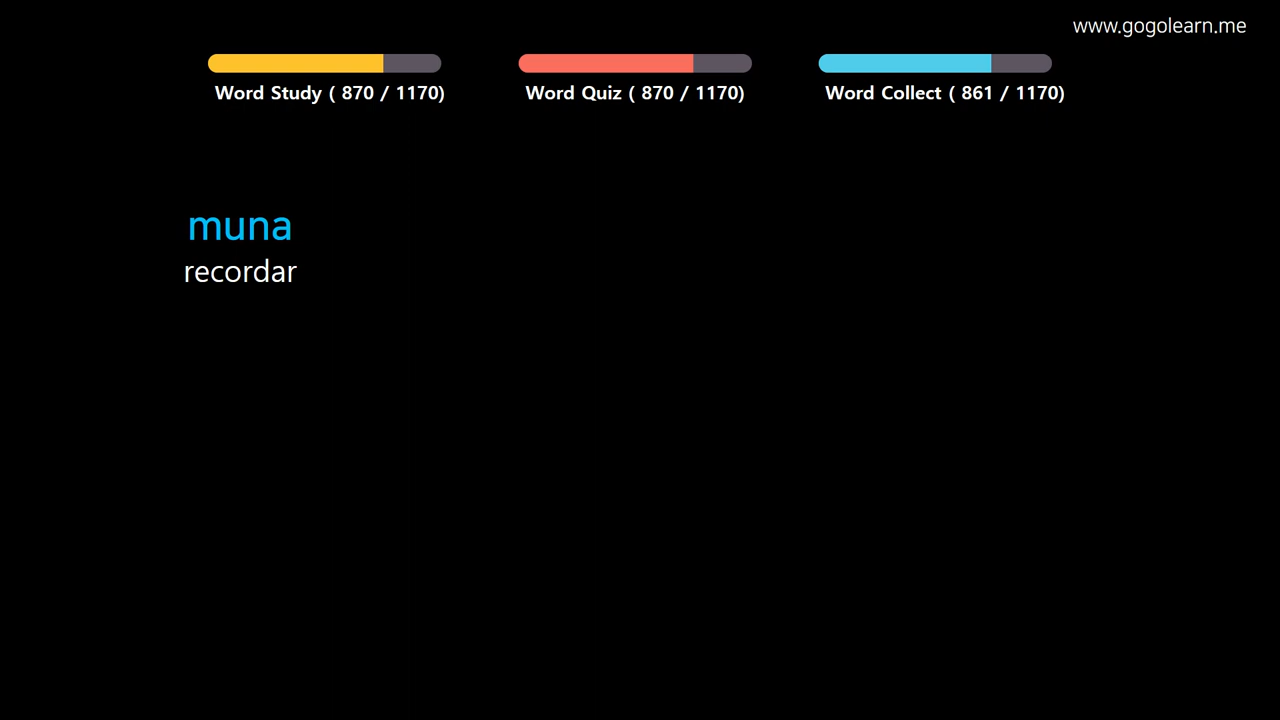 www.gogolearn.me
Word Study ( 870 / 1170)
Word Quiz ( 870 / 1170)
Word Collect ( 861 / 1170)
muna
recordar